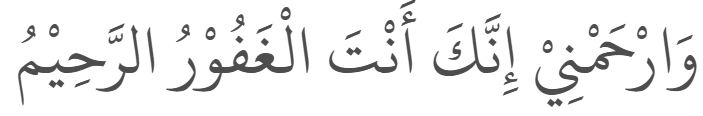 وَارْحَمْنِيْ إِنَّكَ أَنْتَ الْغَفُوْرُ الرَّحِيْمُ